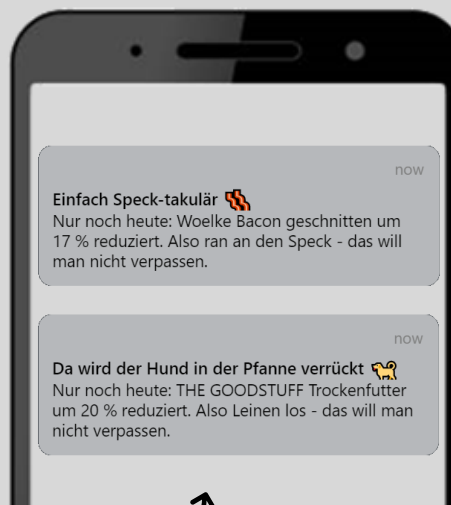 now
Einfach Speck-takulär 🥓
Nur noch heute: Woelke Bacon geschnitten um
17 % reduziert. Also ran an den Speck - das will
man nicht verpassen.
now
Da wird der Hund in der Pfanne verrückt 🐕
Nur noch heute: THE GOODSTUFF Trockenfutter
um 20 % reduziert. Also Leinen los - das will man
nicht verpassen.